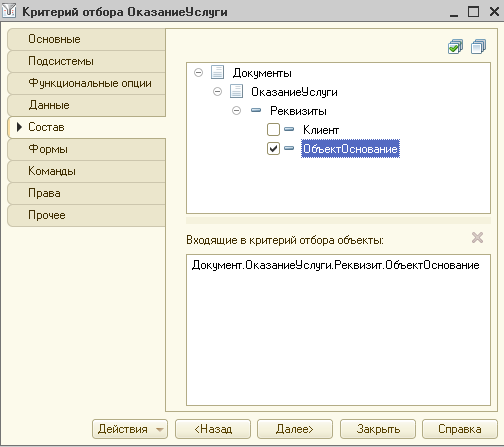 Критерий отбора ОказаниеУслуги
Основные
Подсистемы
Функциональные опции
Данные
Состав
Формы
Команды
Права
Прочее
Документы
ОказаниеУслуги
Реквизиты
Клиент
ОбъектОснование
Входящие в критерий отбора объекты:
Документ.ОказаниеУслуги.Реквизит.ОбъектОснование
Действия
<Назад
Далее>
Закрыть
Справка